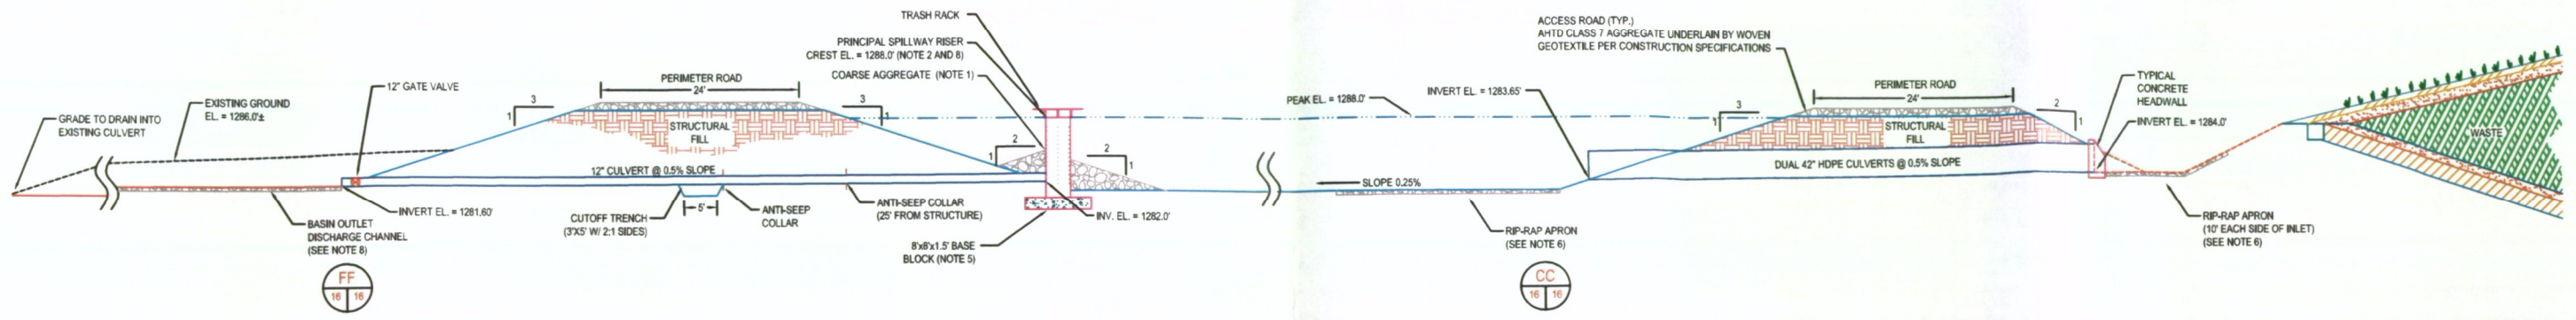 GRADE TO DRAIN INTO
EXISTING CULVERT
EXISTING GROUND
EL. = 1286.0'±
12" GATE VALVE
3
1
PERIMETER ROAD
24'
3
1
STRUCTURAL
FILL
12" CULVERT @ 0.5% SLOPE
BASIN OUTLET
DISCHARGE CHANNEL
(SEE NOTE 8)
FF
16 16
INVERT EL. = 1281.60'
CUTOFF TRENCH
(3'X5' W/ 2:1 SIDES)
5'
ANTI-SEEP
COLLAR
ANTI-SEEP COLLAR
(25' FROM STRUCTURE)
TRASH RACK
PRINCIPAL SPILLWAY RISER
CREST EL. = 1288.0' (NOTE 2 AND 8)
COARSE AGGREGATE (NOTE 1)
2
1
2
1
INV. EL. = 1282.0'
8'x8'x1.5' BASE
BLOCK (NOTE 5)
PEAK EL. = 1288.0'
SLOPE 0.25%
INVERT EL. = 1283.65'
RIP-RAP APRON
(SEE NOTE 6)
CC
16 16
ACCESS ROAD (TYP.)
AHTD CLASS 7 AGGREGATE UNDERLAIN BY WOVEN
GEOTEXTILE PER CONSTRUCTION SPECIFICATIONS
3
1
PERIMETER ROAD
24'
2
1
STRUCTURAL
FILL
DUAL 42" HDPE CULVERTS @ 0.5% SLOPE
TYPICAL
CONCRETE
HEADWALL
INVERT EL. = 1284.0'
RIP-RAP APRON
(10' EACH SIDE OF INLET)
(SEE NOTE 6)
WASTE